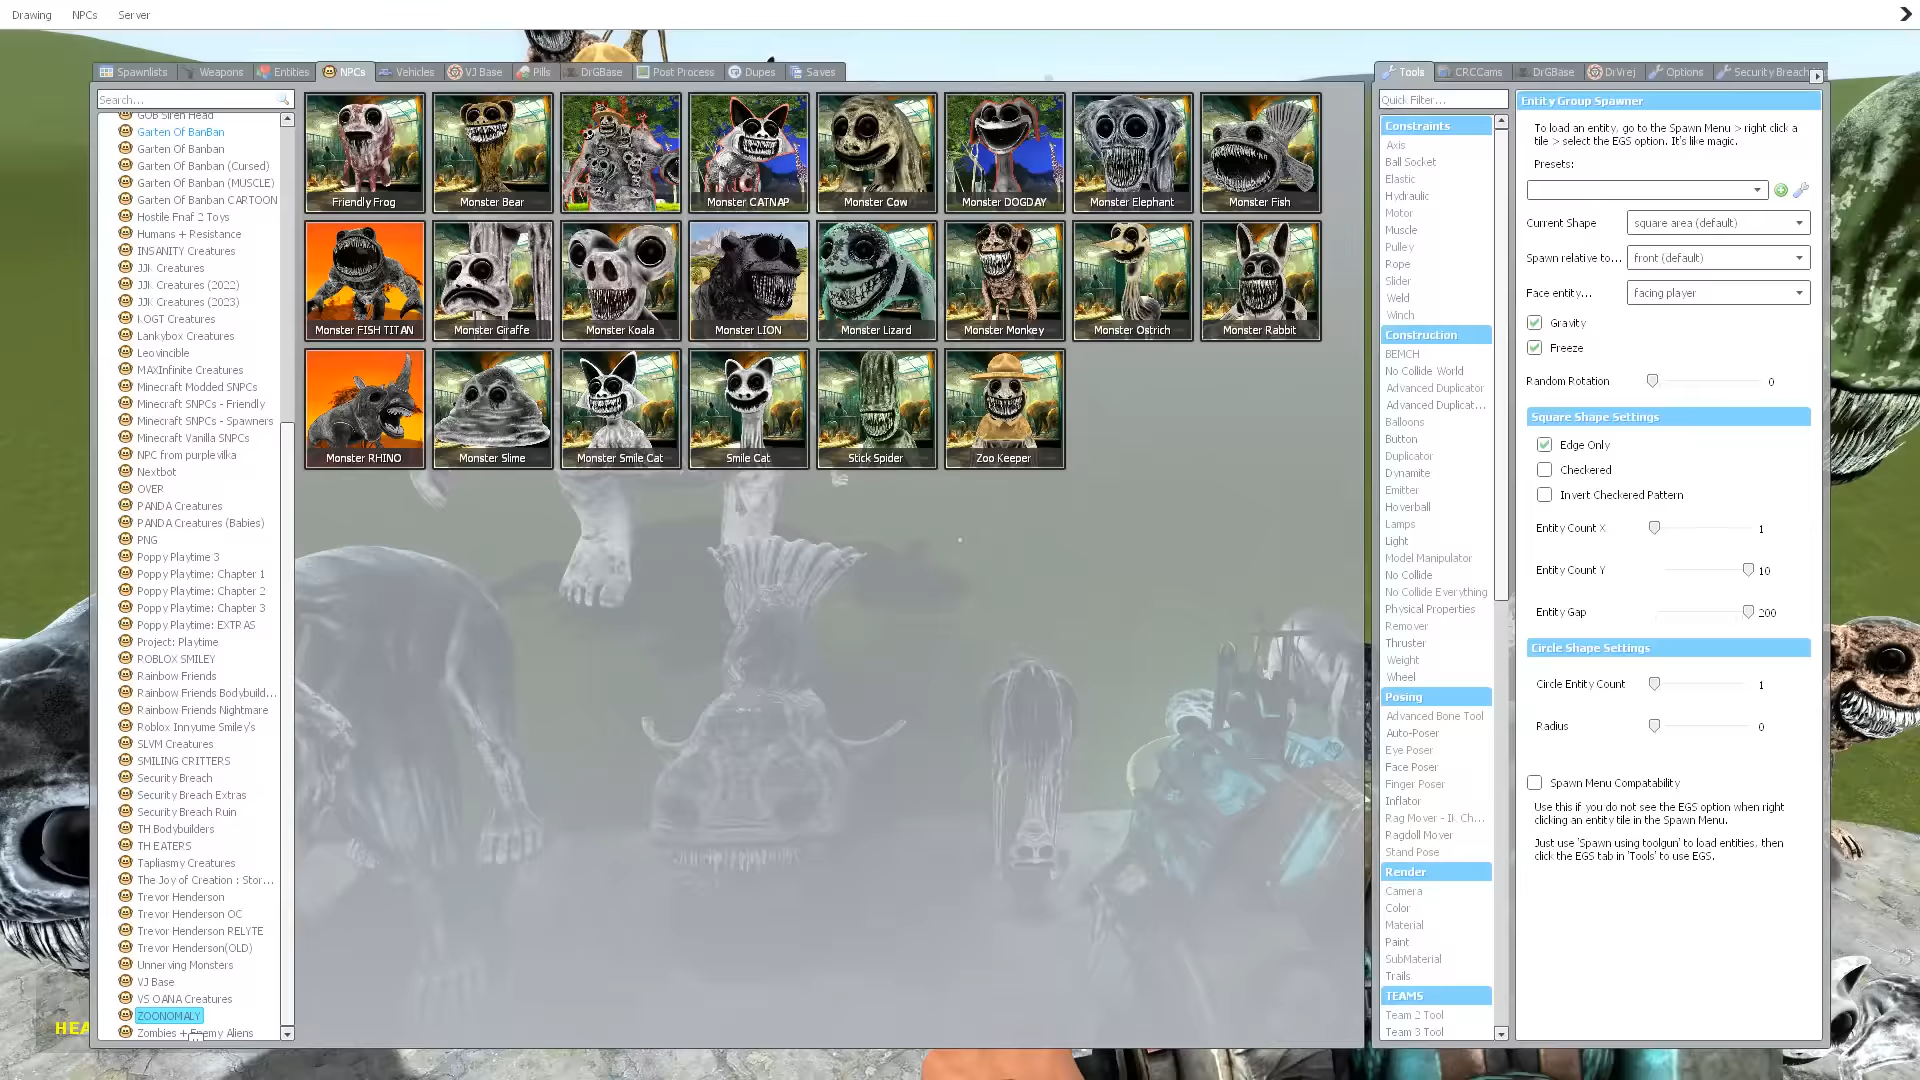 Drawing NPCs Server
Spawnlists Weapons Entities NPCs Vehicles VJ Base Pills DrGBase Post Process Dupes Saves
Search...
GOB Siren Head
Garten Of BanBan
Garten Of Banban
Garten Of Banban (Cursed)
Garten Of Banban (MUSCLE)
Garten Of Banban CARTOON
Hostile Fnaf 2 Toys
Humans + Resistance
INSANITY Creatures
JJK Creatures
JJK Creatures (2022)
JJK Creatures (2023)
KOGT Creatures
Lankybox Creatures
Leovincible
MAXInfinite Creatures
Minecraft Modded SNPCs
Minecraft SNPCs - Friendly
Minecraft SNPCs - Spawners
Minecraft Vanilla SNPCs
NPC from purplevilka
Nextbot
OVER
PANDA Creatures
PANDA Creatures (Babies)
PNG
Poppy Playtime 3
Poppy Playtime: Chapter 1
Poppy Playtime: Chapter 2
Poppy Playtime: Chapter 3
Poppy Playtime: EXTRAS
Project: Playtime
ROBLOX SMILEY
Rainbow Friends
Rainbow Friends Bodybuild...
Rainbow Friends Nightmare
Roblox Innyume Smiley's
SLVM Creatures
SMILING CRITTERS
Security Breach
Security Breach Extras
Security Breach Ruin
TH Bodybuilders
TH EATERS
Tapliasmy Creatures
The Joy of Creation : Stor...
Trevor Henderson
Trevor Henderson OC
Trevor Henderson RELYTE
Trevor Henderson(OLD)
Unnerving Monsters
VJ Base
VS OANA Creatures
ZOONOMALY
Zombies + Enemy Aliens
HEA
Friendly Frog
Monster Bear
Monster CATNAP
Monster Cow
Monster DOGDAY
Monster Elephant
Monster Fish
Monster FISH TITAN
Monster Giraffe
Monster Koala
Monster LION
Monster Lizard
Monster Monkey
Monster Ostrich
Monster Rabbit
Monster RHINO
Monster Slime
Monster Smile Cat
Smile Cat
Stick Spider
Zoo Keeper
Tools CRCCams DrGBase DrVrej Options Security Breach
Quick Filter...
Constraints
Axis
Ball Socket
Elastic
Hydraulic
Motor
Muscle
Pulley
Rope
Slider
Weld
Winch
Construction
BEMCH
No Collide World
Advanced Duplicator
Advanced Duplicat...
Balloons
Button
Duplicator
Dynamite
Emitter
Hoverball
Lamps
Light
Model Manipulator
No Collide
No Collide Everything
Physical Properties
Remover
Thruster
Weight
Wheel
Posing
Advanced Bone Tool
Auto-Poser
Eye Poser
Face Poser
Finger Poser
Inflator
Rag Mover - IK Ch...
Ragdoll Mover
Stand Pose
Render
Camera
Color
Material
Paint
SubMaterial
Trails
TEAMS
Team 2 Tool
Team 3 Tool
Entity Group Spawner
To load an entity, go to the Spawn Menu > right click a
tile > select the EGS option. It's like magic.
Presets:
Current Shape square area (default)
Spawn relative to... front (default)
Face entity... facing player
Gravity
Freeze
Random Rotation 0
Square Shape Settings
Edge Only
Checkered
Invert Checkered Pattern
Entity Count X 1
Entity Count Y 10
Entity Gap 200
Circle Shape Settings
Circle Entity Count 1
Radius 0
Spawn Menu Compatability
Use this if you do not see the EGS option when right
clicking an entity tile in the Spawn Menu.
Just use 'Spawn using toolgun' to load entities, then
click the EGS tab in 'Tools' to use EGS.